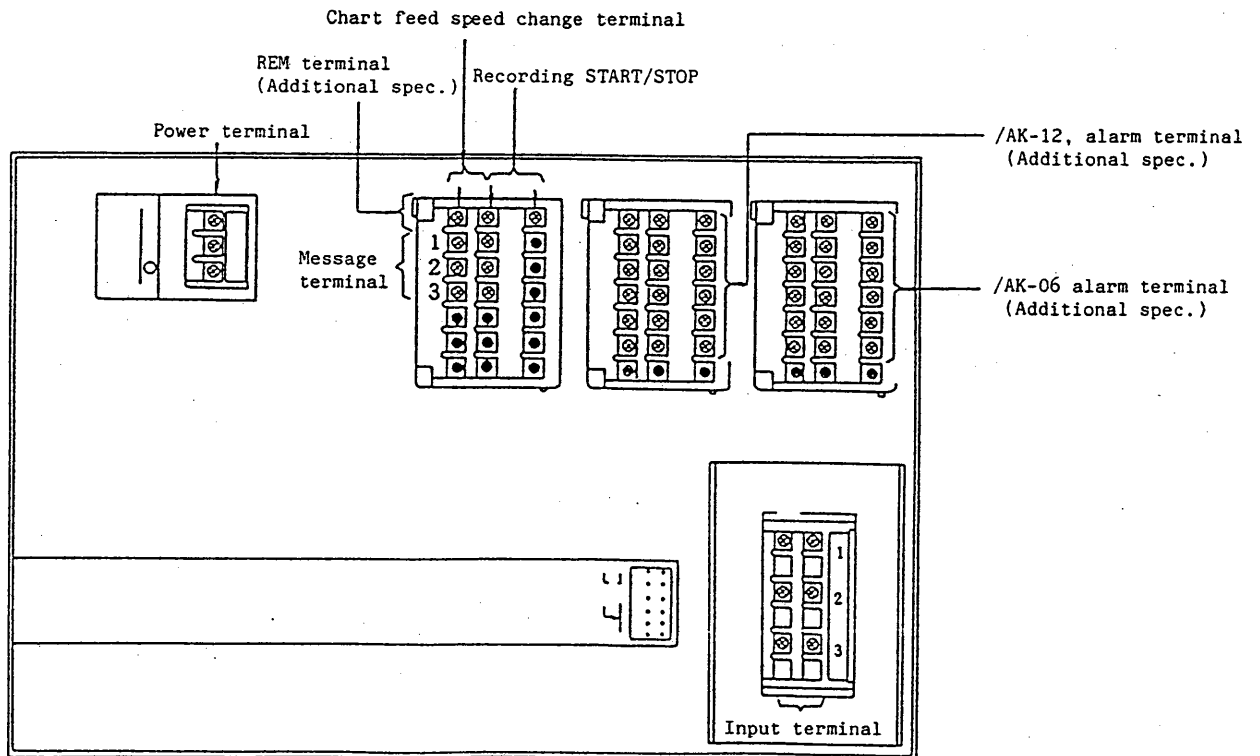 Chart feed speed change terminal
REM terminal
(Additional spec.)
Recording START/STOP
Power terminal
/AK-12, alarm terminal
(Additional spec.)
Message
terminal
1
2
3
/AK-06 alarm terminal
(Additional spec.)
1
2
3
Input terminal